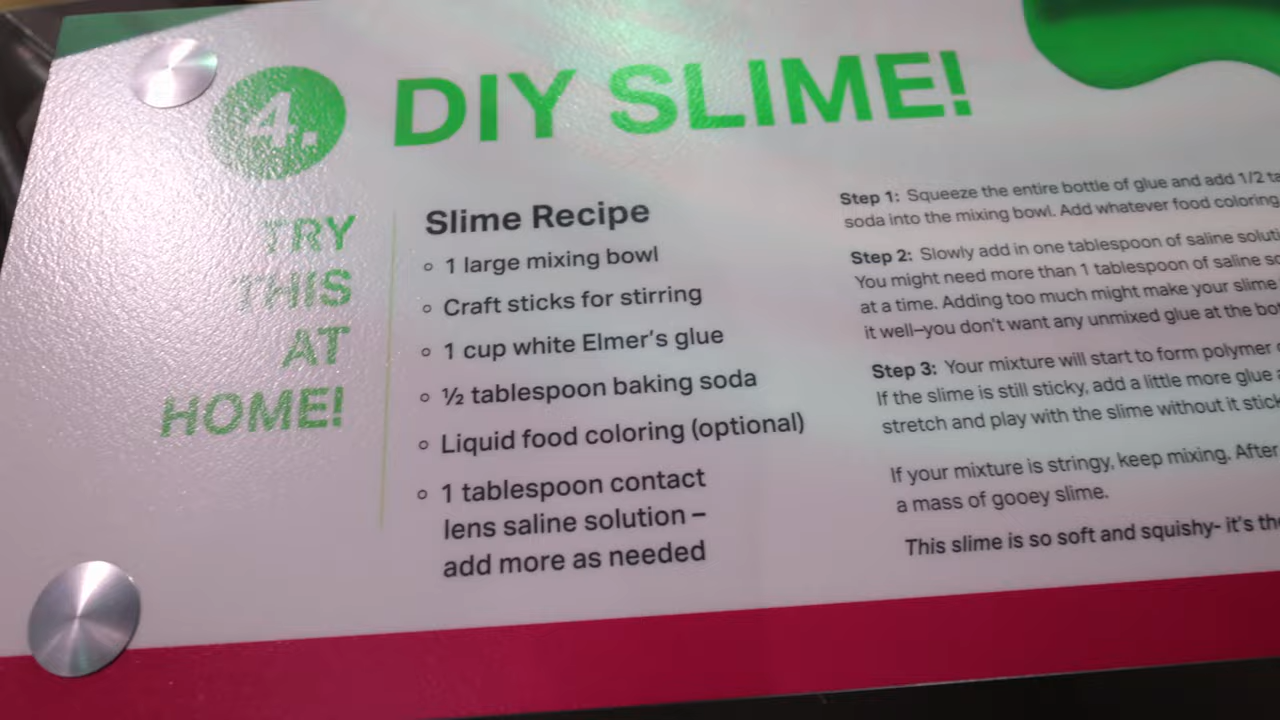 4. DIY SLIME!
TRY
THIS
AT
HOME!
Slime Recipe
◦ 1 large mixing bowl
◦ Craft sticks for stirring
◦ 1 cup white Elmer's glue
◦ ½ tablespoon baking soda
◦ Liquid food coloring (optional)
◦ 1 tablespoon contact
lens saline solution –
add more as needed
Step 1: Squeeze the entire bottle of glue and add 1/2
soda into the mixing bowl. Add whatever food coloring
Step 2: Slowly add in one tablespoon of saline
You might need more than 1 tablespoon of saline
at a time. Adding too much might make your slime
it well–you don't want any unmixed glue at the
Step 3: Your mixture will start to form polymer
If the slime is still sticky, add a little more glue
stretch and play with the slime without it
If your mixture is stringy, keep mixing. After
a mass of gooey slime.
This slime is so soft and squishy- it's